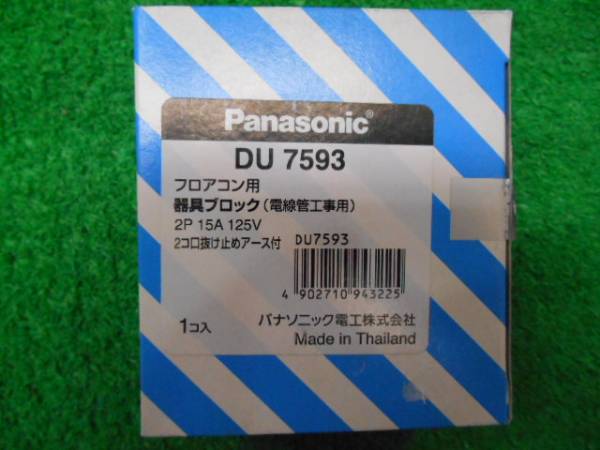 Panasonic®
DU 7593
フロアコン用
器具ブロック(電線管工事用)
2P 15A 125V
2コ口抜け止めアース付 DU7593
4 902710 943225
1コ入
パナソニック電工株式会社
Made in Thailand